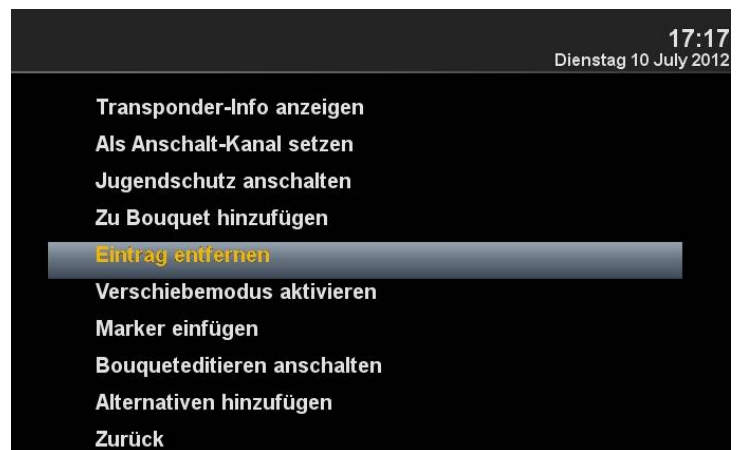 17:17
Dienstag 10 July 2012
Transponder-Info anzeigen
Als Anschalt-Kanal setzen
Jugendschutz anschalten
Zu Bouquet hinzufügen
Eintrag entfernen
Verschiebemodus aktivieren
Marker einfügen
Bouqueteditieren anschalten
Alternativen hinzufügen
Zurück